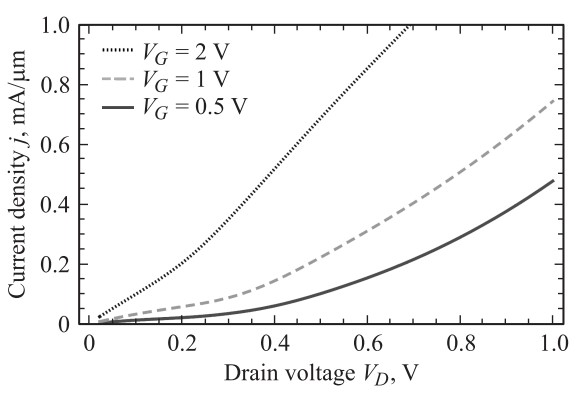 1.0
0.8
0.6
0.4
0.2
0
Current density j, mA/μm
V_G = 2 V
V_G = 1 V
V_G = 0.5 V
0 0.2 0.4 0.6 0.8 1.0
Drain voltage V_D, V